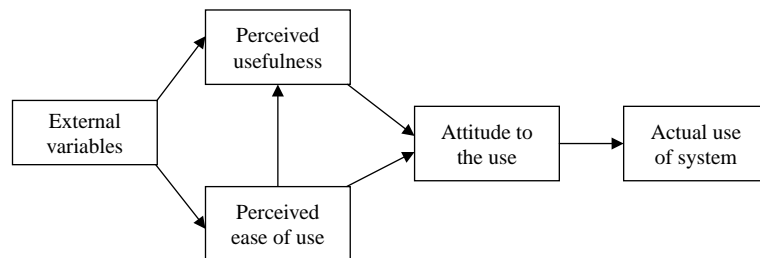 Perceived
usefulness
External
variables
Attitude to
the use
Actual use
of system
Perceived
ease of use